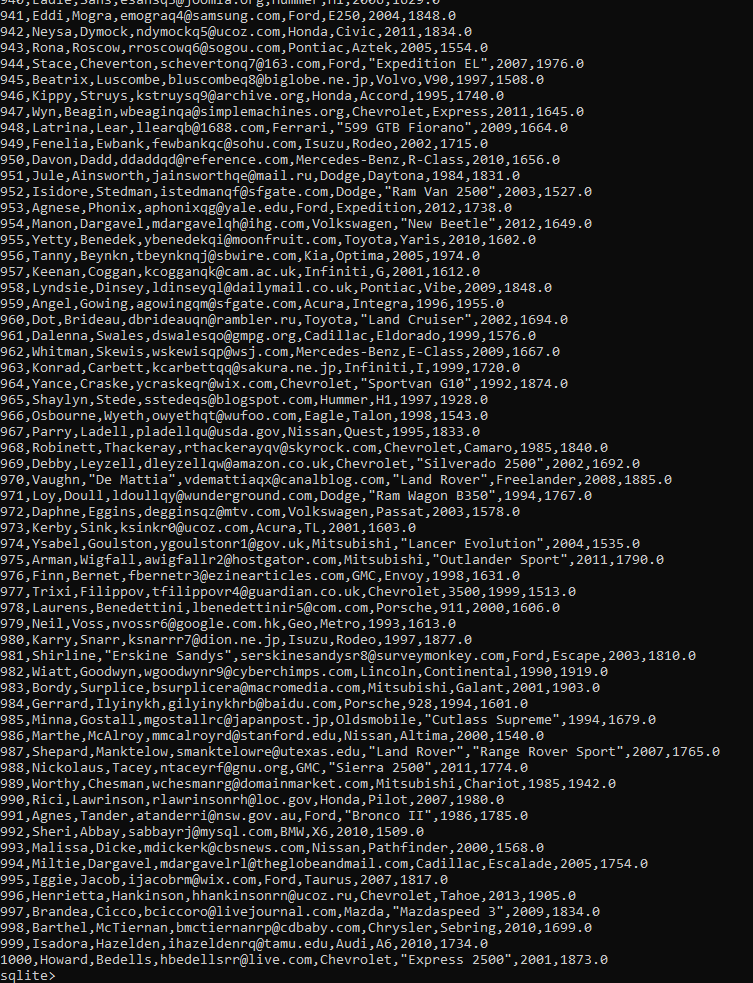 941,Eddi,Mogra,emograq4@samsung.com,Ford,E250,2004,1848.0
942,Neysa,Dymock,ndymockq5@ucoz.com,Honda,Civic,2011,1834.0
943,Rona,Roscow,rroscowq6@sogou.com,Pontiac,Aztek,2005,1554.0
944,Stace,Cheverton,schevertonq7@163.com,Ford,"Expedition EL",2007,1976.0
945,Beatrix,Luscombe,bluscombeq8@biglobe.ne.jp,Volvo,V90,1997,1508.0
946,Kippy,Struys,kstruysq9@archive.org,Honda,Accord,1995,1740.0
947,Wyn,Beagin,wbeaginqa@simplemachines.org,Chevrolet,Express,2011,1645.0
948,Latrina,Lear,llearqb@1688.com,Ferrari,"599 GTB Fiorano",2009,1664.0
949,Fenelia,Ewbank,fewbankqc@sohu.com,Isuzu,Rodeo,2002,1715.0
950,Davon,Dadd,ddaddqd@reference.com,Mercedes-Benz,R-Class,2010,1656.0
951,Jule,Ainsworth,jainsworthqe@mail.ru,Dodge,Daytona,1984,1831.0
952,Isidore,Stedman,istedmanqf@sfgate.com,Dodge,"Ram Van 2500",2003,1527.0
953,Agnese,Phonix,aphonixqg@yale.edu,Ford,Expedition,2012,1738.0
954,Manon,Dargavel,mdargavelqh@ihg.com,Volkswagen,"New Beetle",2012,1649.0
955,Yetty,Benedek,ybenedekqi@moonfruit.com,Toyota,Yaris,2010,1602.0
956,Tanny,Beynkn,tbeynknqj@sbwire.com,Kia,Optima,2005,1974.0
957,Keenan,Coggan,kcogganqk@cam.ac.uk,Infiniti,G,2001,1612.0
958,Lyndsie,Dinsey,ldinseyql@dailymail.co.uk,Pontiac,Vibe,2009,1848.0
959,Angel,Gowing,agowingqm@sfgate.com,Acura,Integra,1996,1955.0
960,Dot,Brideau,dbrideauqn@rambler.ru,Toyota,"Land Cruiser",2002,1694.0
961,Dalenna,Swales,dswalesqo@gmpg.org,Cadillac,Eldorado,1999,1576.0
962,Whitman,Skewis,wskewisqp@wsj.com,Mercedes-Benz,E-Class,2009,1667.0
963,Konrad,Carbett,kcarbettqq@sakura.ne.jp,Infiniti,I,1999,1720.0
964,Yance,Craske,ycraskeqr@wix.com,Chevrolet,"Sportvan G10",1992,1874.0
965,Shaylyn,Stede,sstedeqs@blogspot.com,Hummer,H1,1997,1928.0
966,Osbourne,Wyeth,owyethqt@wufoo.com,Eagle,Talon,1998,1543.0
967,Parry,Ladell,pladellqu@usda.gov,Nissan,Quest,1995,1833.0
968,Robinett,Thackeray,rthackerayqv@skyrock.com,Chevrolet,Camaro,1985,1840.0
969,Debby,Leyzell,dleyzellqw@amazon.co.uk,Chevrolet,"Silverado 2500",2002,1692.0
970,Vaughn,"De Mattia",vdemattiaqx@canalblog.com,"Land Rover",Freelander,2008,1885.0
971,Loy,Doull,ldoullqy@wunderground.com,Dodge,"Ram Wagon B350",1994,1767.0
972,Daphne,Eggins,degginsqz@mtv.com,Volkswagen,Passat,2003,1578.0
973,Kerby,Sink,ksinkr0@ucoz.com,Acura,TL,2001,1603.0
974,Ysabel,Goulston,ygoulstonr1@gov.uk,Mitsubishi,"Lancer Evolution",2004,1535.0
975,Arman,Wigfall,awigfallr2@hostgator.com,Mitsubishi,"Outlander Sport",2011,1790.0
976,Finn,Bernet,fbernetr3@ezinearticles.com,GMC,Envoy,1998,1631.0
977,Trixi,Filippov,tfilippovr4@guardian.co.uk,Chevrolet,3500,1999,1513.0
978,Laurens,Benedettini,lbenedettinir5@com.com,Porsche,911,2000,1606.0
979,Neil,Voss,nvossr6@google.com.hk,Geo,Metro,1993,1613.0
980,Karry,Snarr,ksnarrr7@dion.ne.jp,Isuzu,Rodeo,1997,1877.0
981,Shirline,"Erskine Sandys",serskinesandysr8@surveymonkey.com,Ford,Escape,2003,1810.0
982,Wiatt,Goodwyn,wgoodwynr9@cyberchimps.com,Lincoln,Continental,1990,1919.0
983,Bordy,Surplice,bsurplicera@macromedia.com,Mitsubishi,Galant,2001,1903.0
984,Gerrard,Ilyinykh,gilyinykhrb@baidu.com,Porsche,928,1994,1601.0
985,Minna,Gostall,mgostallrc@japanpost.jp,Oldsmobile,"Cutlass Supreme",1994,1679.0
986,Marthe,McAlroy,mmcalroyrd@stanford.edu,Nissan,Altima,2000,1540.0
987,Shepard,Manktelow,smanktelowre@utexas.edu,"Land Rover","Range Rover Sport",2007,1765.0
988,Nickolaus,Tacey,ntaceyrf@gnu.org,GMC,"Sierra 2500",2011,1774.0
989,Worthy,Chesman,wchesmanrg@domainmarket.com,Mitsubishi,Chariot,1985,1942.0
990,Rici,Lawrinson,rlawrinsonrh@loc.gov,Honda,Pilot,2007,1980.0
991,Agnes,Tander,atanderri@nsw.gov.au,Ford,"Bronco II",1986,1785.0
992,Sheri,Abbay,sabbayrj@mysql.com,BMW,X6,2010,1509.0
993,Malissa,Dicke,mdickerk@cbsnews.com,Nissan,Pathfinder,2000,1568.0
994,Miltie,Dargavel,mdargavelrl@theglobeandmail.com,Cadillac,Escalade,2005,1754.0
995,Iggie,Jacob,ijacobrm@wix.com,Ford,Taurus,2007,1817.0
996,Henrietta,Hankinson,hhankinsonrn@ucoz.ru,Chevrolet,Tahoe,2013,1905.0
997,Brandea,Cicco,bciccoro@livejournal.com,Mazda,"Mazdaspeed 3",2009,1834.0
998,Barthel,McTiernan,bmctiernanrp@cdbaby.com,Chrysler,Sebring,2010,1699.0
999,Isadora,Hazelden,ihazeldenrq@tamu.edu,Audi,A6,2010,1734.0
1000,Howard,Bedells,hbedellsrr@live.com,Chevrolet,"Express 2500",2001,1873.0
sqlite>